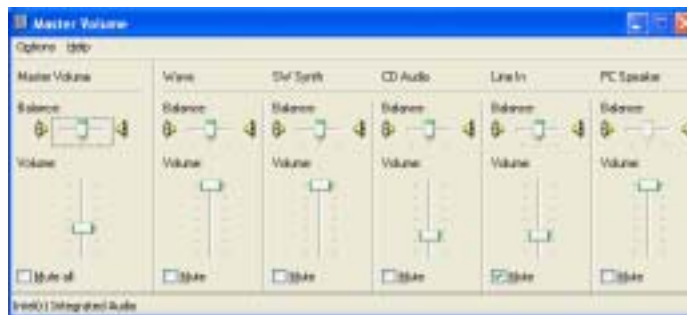 Master Volume
Options Help
Master Volume
Wave
SW Synth
CD Audio
Line In
PC Speaker
Balance:
Balance:
Balance:
Balance:
Balance:
Balance:
Volume:
Volume:
Volume:
Volume:
Volume:
Volume:
Mute all
Mute
Mute
Mute
Mute
Mute
Intel(r) Integrated Audio